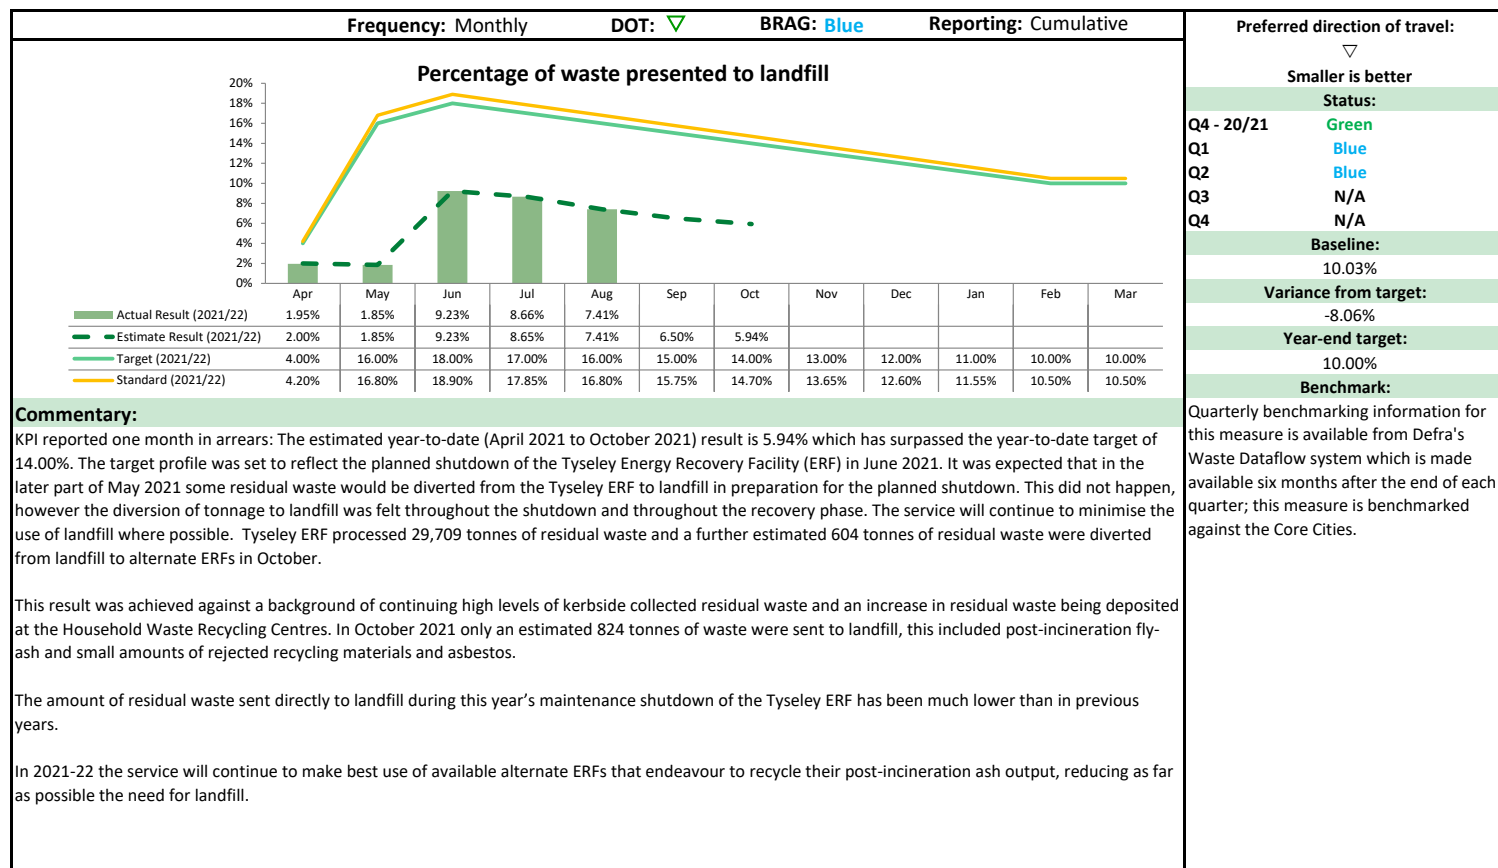 Frequency: Monthly DOT: ▽ BRAG: Blue Reporting: Cumulative
Percentage of waste presented to landfill
20%
18%
16%
14%
12%
10%
8%
6%
4%
2%
0%
Apr May Jun Jul Aug Sep Oct Nov Dec Jan Feb Mar
Actual Result (2021/22) 1.95% 1.85% 9.23% 8.66% 7.41%
Estimate Result (2021/22) 2.00% 1.85% 9.23% 8.65% 7.41% 6.50% 5.94%
Target (2021/22) 4.00% 16.00% 18.00% 17.00% 16.00% 15.00% 14.00% 13.00% 12.00% 11.00% 10.00% 10.00%
Standard (2021/22) 4.20% 16.80% 18.90% 17.85% 16.80% 15.75% 14.70% 13.65% 12.60% 11.55% 10.50% 10.50%
Commentary:
KPI reported one month in arrears: The estimated year-to-date (April 2021 to October 2021) result is 5.94% which has surpassed the year-to-date target of
14.00%. The target profile was set to reflect the planned shutdown of the Tyseley Energy Recovery Facility (ERF) in June 2021. It was expected that in the
later part of May 2021 some residual waste would be diverted from the Tyseley ERF to landfill in preparation for the planned shutdown. This did not happen,
however the diversion of tonnage to landfill was felt throughout the shutdown and throughout the recovery phase. The service will continue to minimise the
use of landfill where possible. Tyseley ERF processed 29,709 tonnes of residual waste and a further estimated 604 tonnes of residual waste were diverted
from landfill to alternate ERFs in October.
This result was achieved against a background of continuing high levels of kerbside collected residual waste and an increase in residual waste being deposited
at the Household Waste Recycling Centres. In October 2021 only an estimated 824 tonnes of waste were sent to landfill, this included post-incineration fly-
ash and small amounts of rejected recycling materials and asbestos.
The amount of residual waste sent directly to landfill during this year's maintenance shutdown of the Tyseley ERF has been much lower than in previous
years.
In 2021-22 the service will continue to make best use of available alternate ERFs that endeavour to recycle their post-incineration ash output, reducing as far
as possible the need for landfill.
Preferred direction of travel:
▽
Smaller is better
Status:
Q4 - 20/21 Green
Q1 Blue
Q2 Blue
Q3 N/A
Q4 N/A
Baseline:
10.03%
Variance from target:
-8.06%
Year-end target:
10.00%
Benchmark:
Quarterly benchmarking information for
this measure is available from Defra's
Waste Dataflow system which is made
available six months after the end of each
quarter; this measure is benchmarked
against the Core Cities.